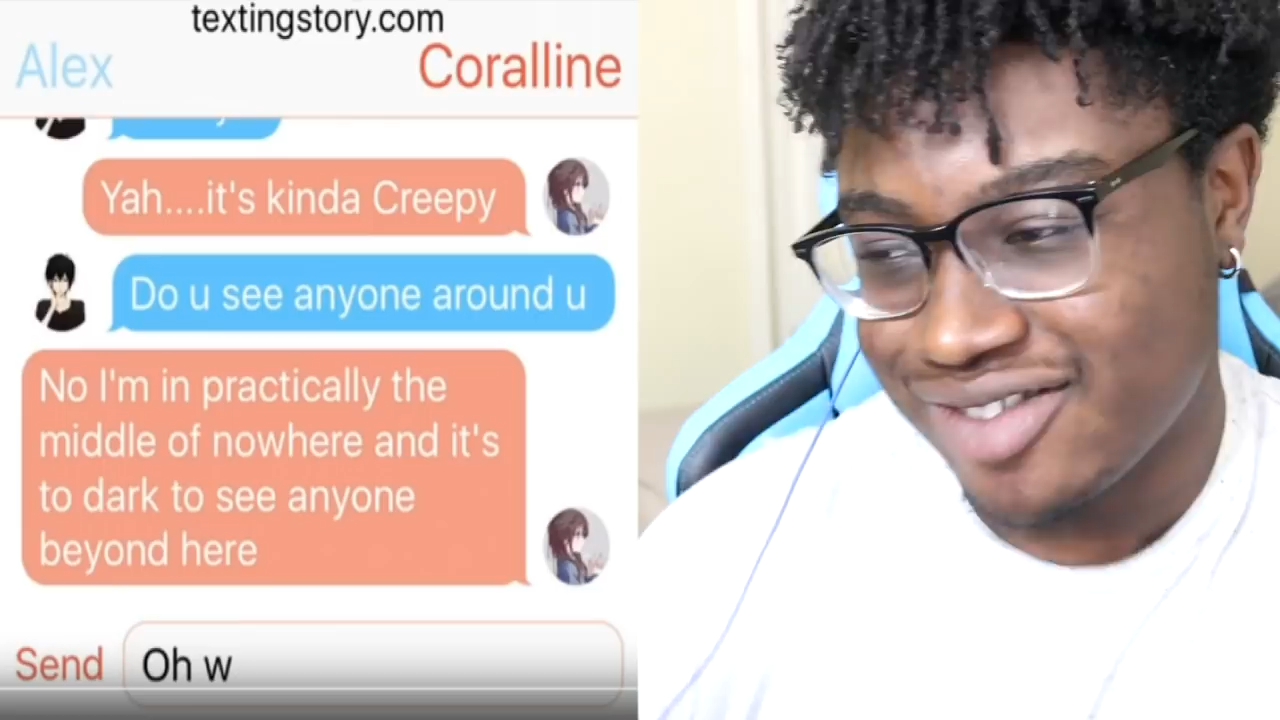 textingstory.com
Alex
Coralline
Yah....it's kinda Creepy
Do u see anyone around u
No I'm in practically the
middle of nowhere and it's
to dark to see anyone
beyond here
Send
Oh w